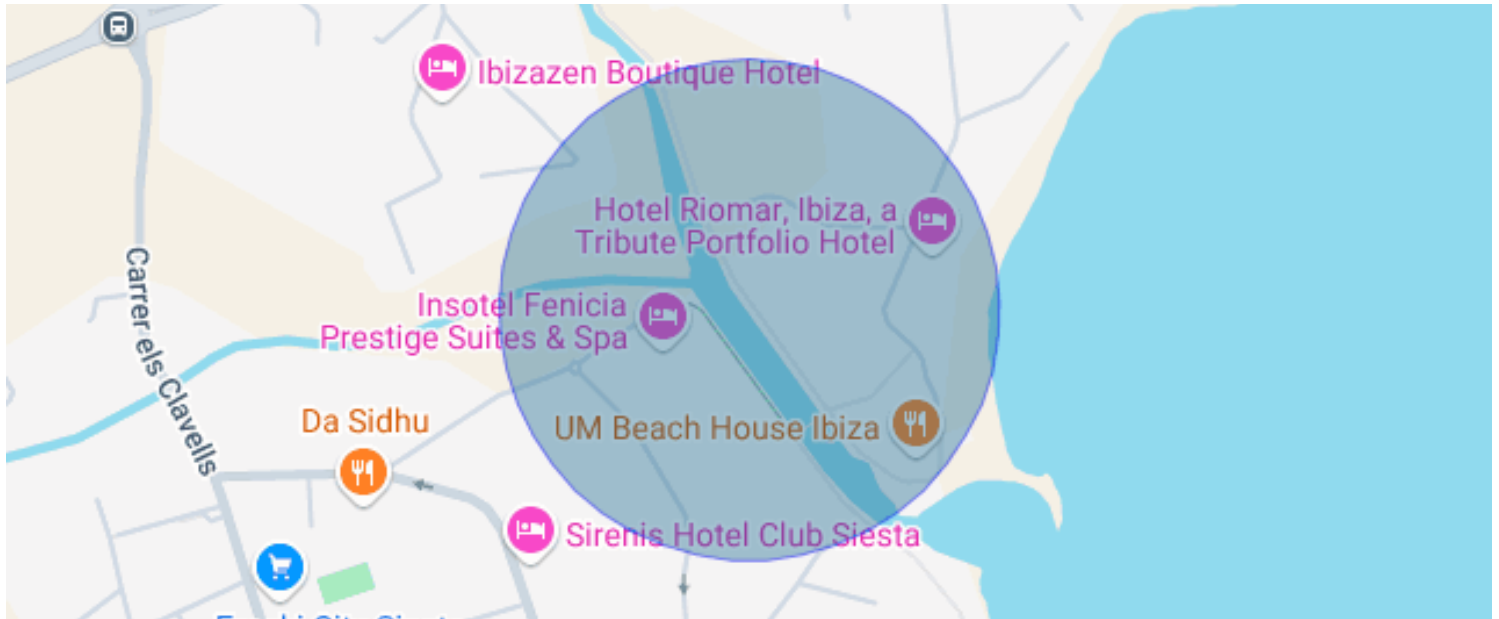 Ibizazen Boutique Hotel
Hotel Riomar, Ibiza, a
Tribute Portfolio Hotel
Carrer els Clavells
Insotel Fenicia
Prestige Suites & Spa
Da Sidhu
UM Beach House Ibiza
Sirenis Hotel Club Siesta